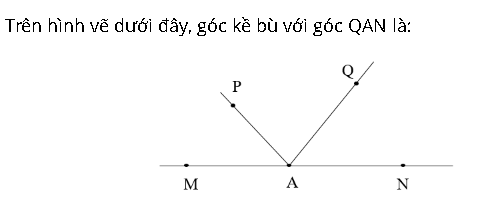 Trên hình vẽ dưới đây, góc kề bù với góc QAN là:
Q
P
M
A
N